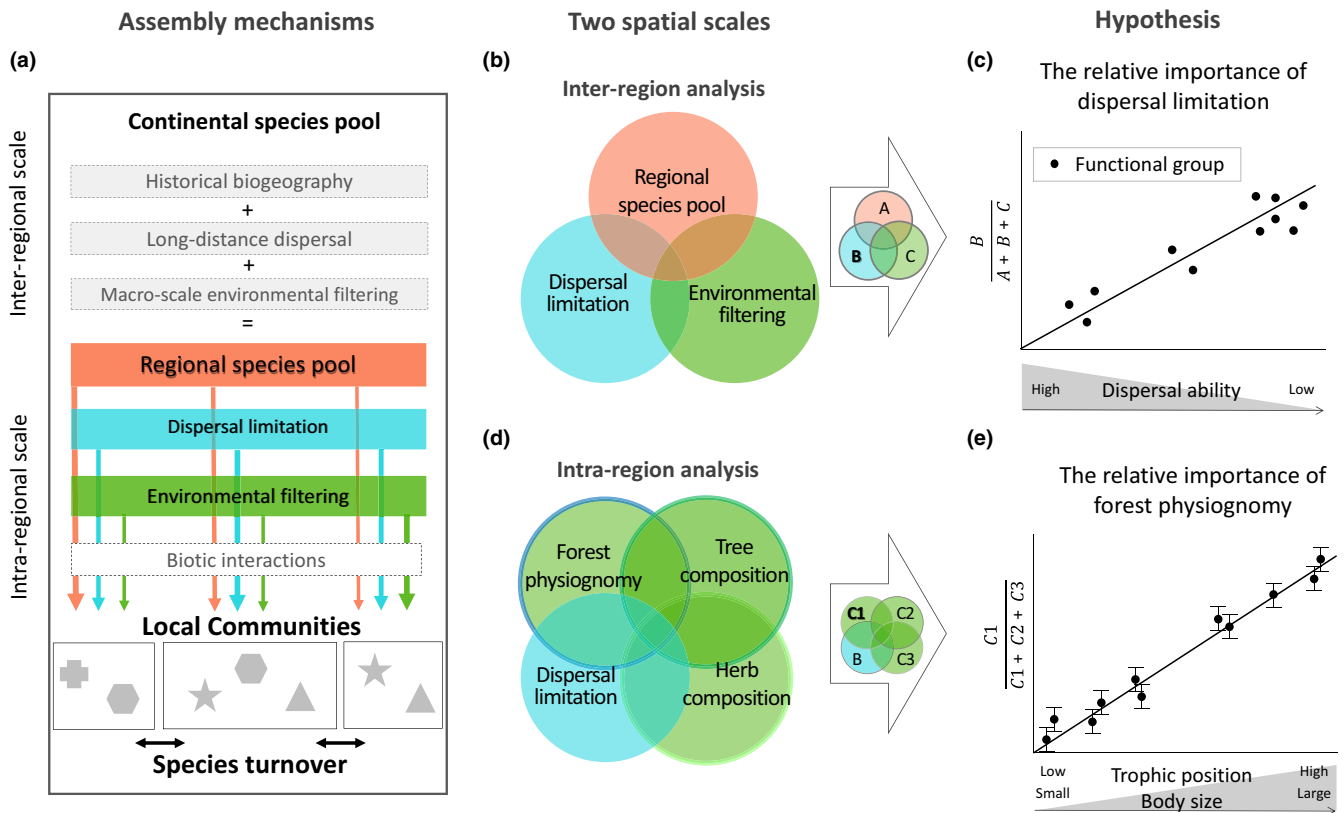 Assembly mechanisms
Two spatial scales
Hypothesis
(a)
Inter-regional scale
Intra-regional scale
Continental species pool
Historical biogeography
+
Long-distance dispersal
+
Macro-scale environmental filtering
=
Regional species pool
Dispersal limitation
Environmental filtering
Biotic interactions
Local Communities
Species turnover
(b)
Inter-region analysis
Regional
species pool
Dispersal
limitation
Environmental
filtering
A
B
C
(c)
The relative importance of
dispersal limitation
Functional group
B
A + B + C
High
Dispersal ability
Low
(d)
Intra-region analysis
Forest
physiognomy
Tree
composition
Dispersal
limitation
Herb
composition
C1
C2
B
C3
(e)
The relative importance of
forest physiognomy
C1
C1 + C2 + C3
Low
Trophic position
High
Small
Body size
Large